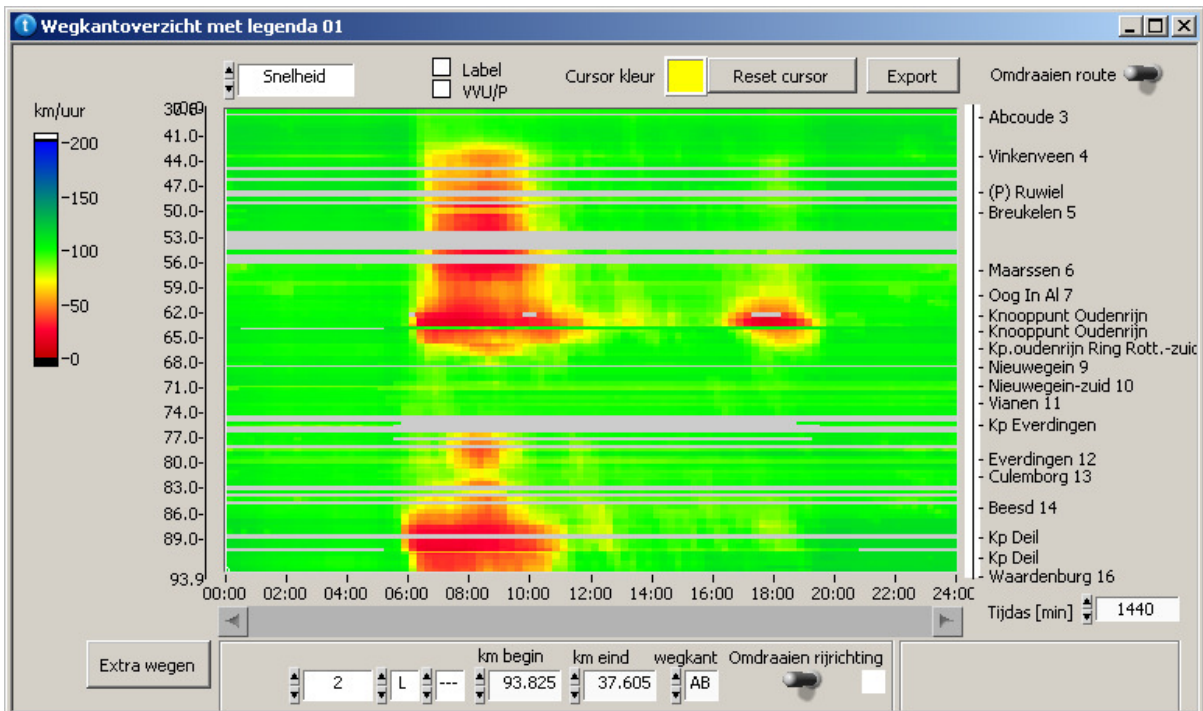 Wegkantoverzicht met legenda 01
Snelheid
Label
VVU/P
Cursor kleur
Reset cursor
Export
Omdraaien route
km/uur
200
150
100
50
0
41.0
44.0
47.0
50.0
53.0
56.0
59.0
62.0
65.0
68.0
71.0
74.0
77.0
80.0
83.0
86.0
89.0
93.9
Abcoude 3
Vinkenveen 4
(P) Ruwiel
Breukelen 5
Maarssen 6
Oog In Al 7
Knooppunt Oudenrijn
Knooppunt Oudenrijn
Kp.oudenrijn Ring Rott.-zuid
Nieuwegein 9
Nieuwegein-zuid 10
Vianen 11
Kp Everdingen
Everdingen 12
Culemborg 13
Beesd 14
Kp Deil
Kp Deil
Waardenburg 16
00:00 02:00 04:00 06:00 08:00 10:00 12:00 14:00 16:00 18:00 20:00 22:00 24:00
Tijdas [min] 1440
Extra wegen
km begin km eind wegkant Omdraaien rijrichting
2 L --- 93.825 37.605 AB